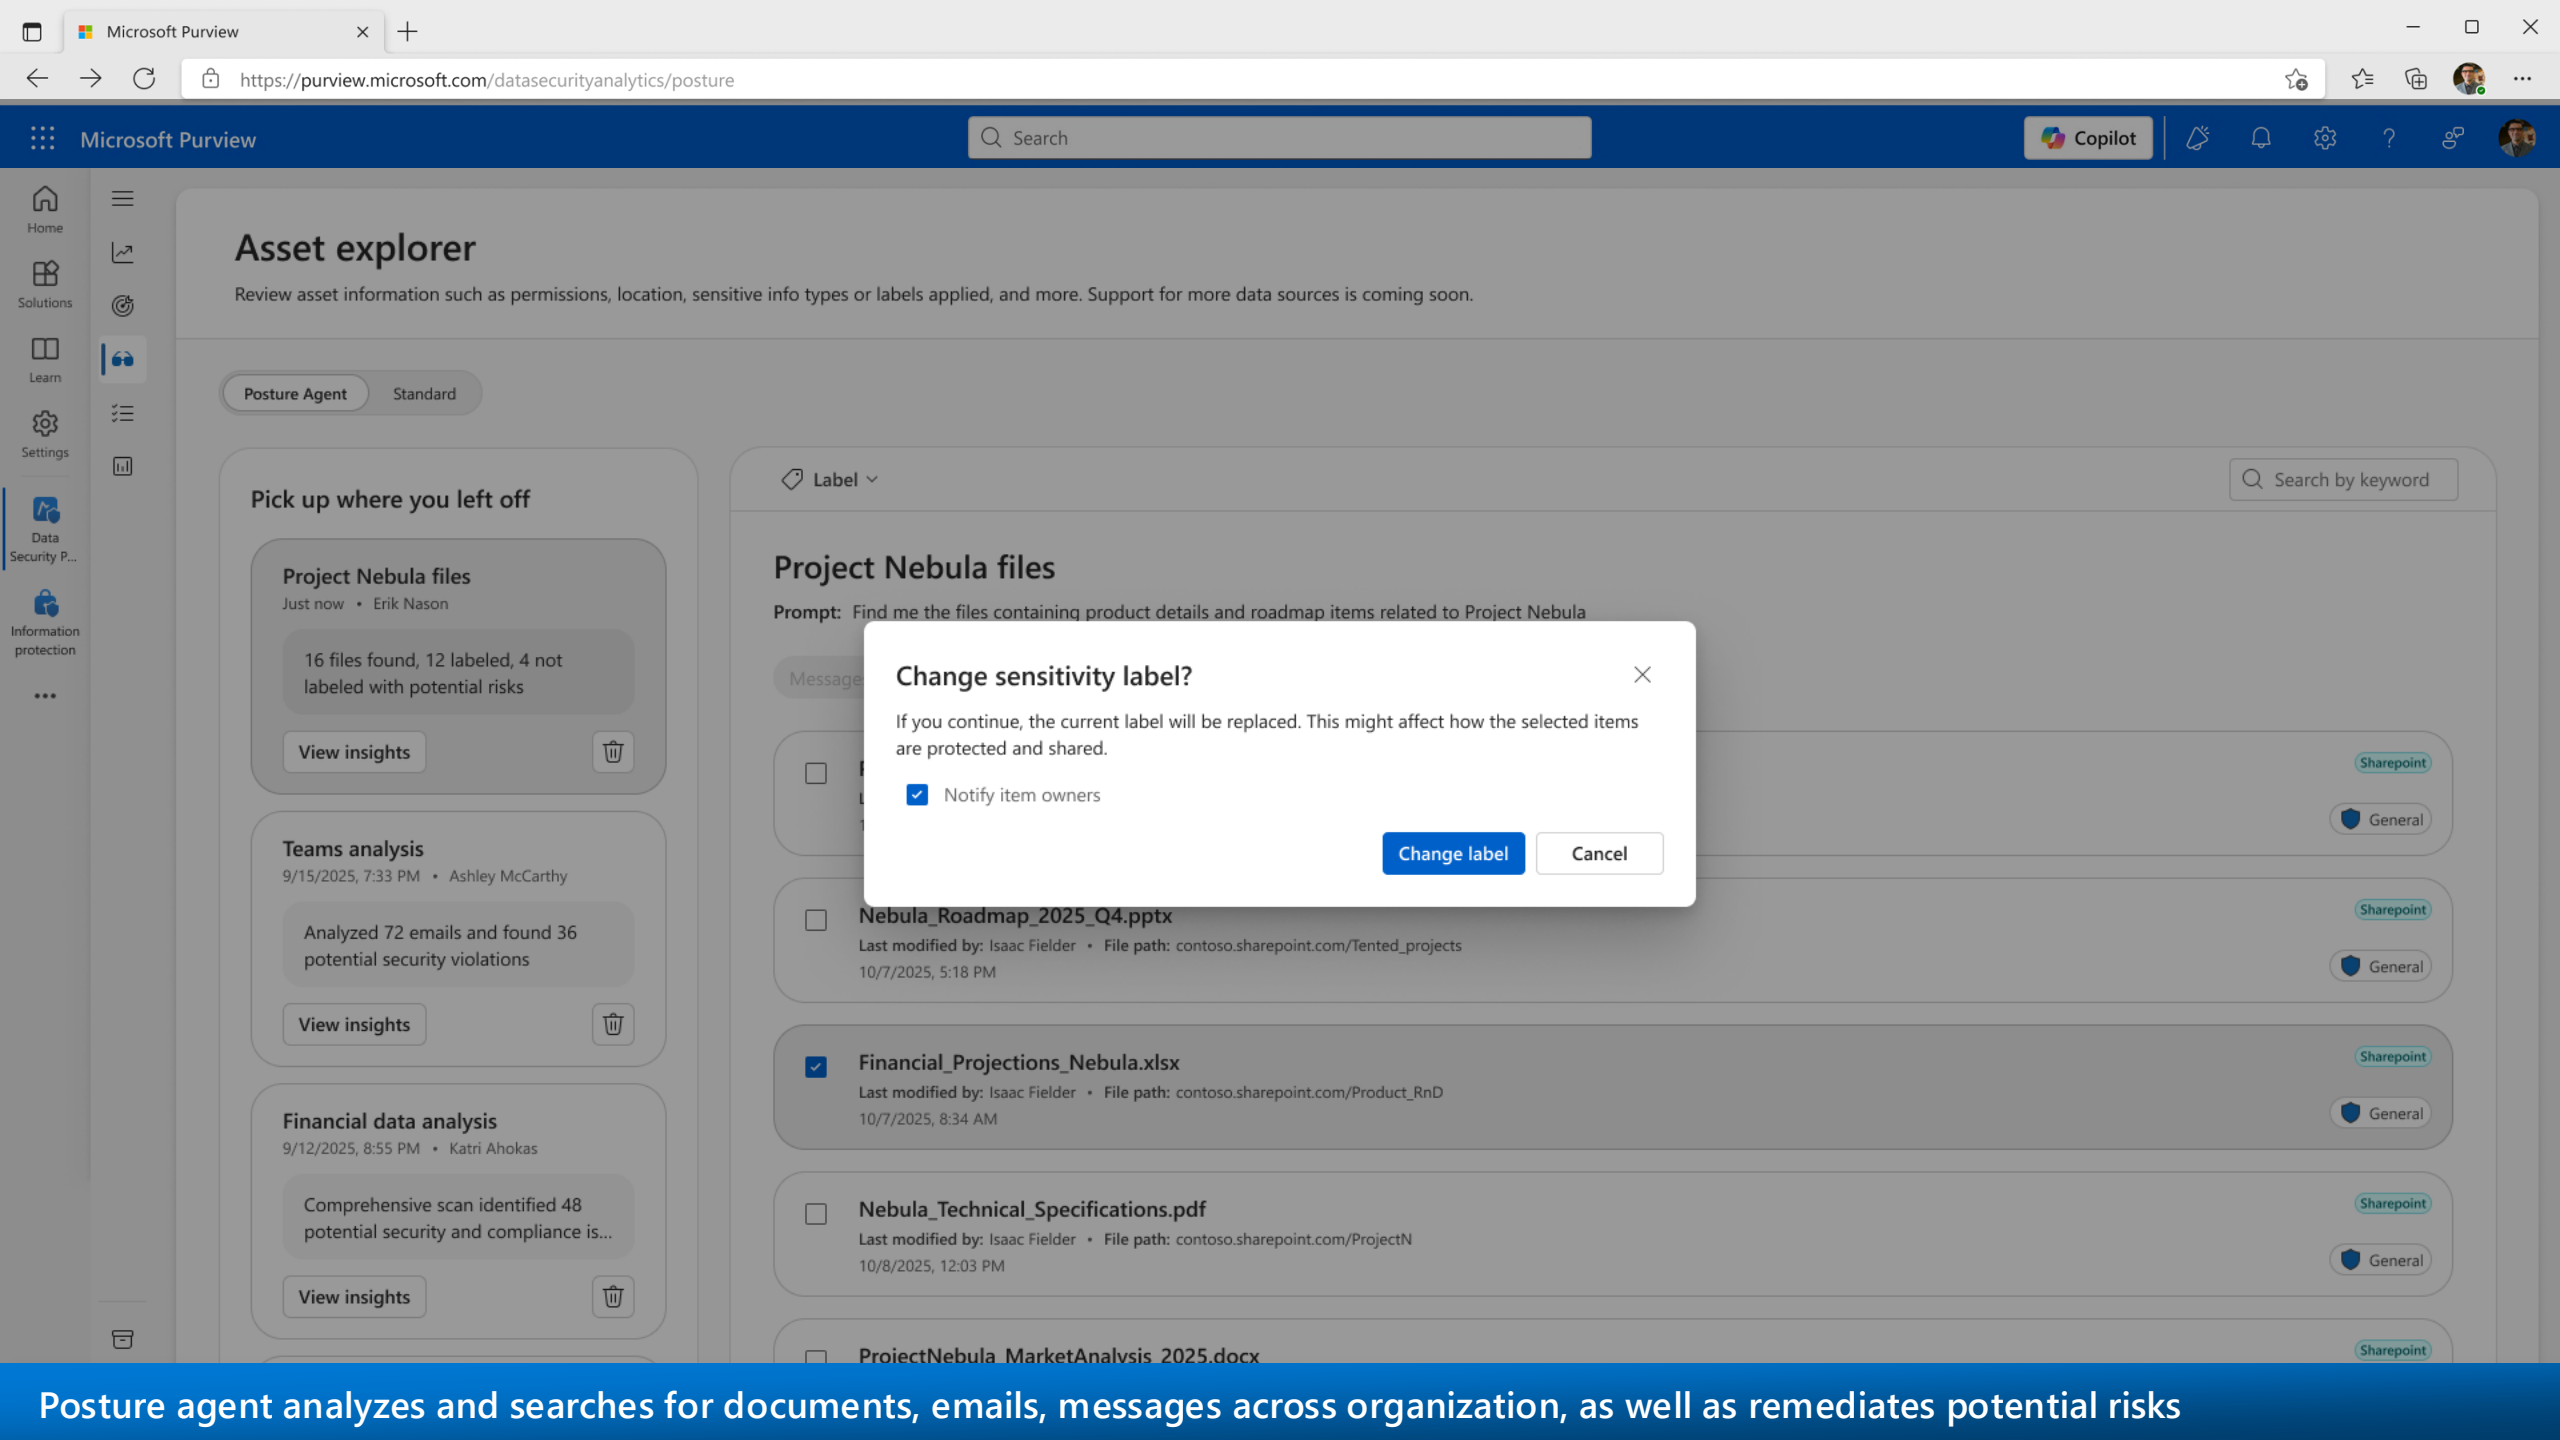 Microsoft Purview
https://purview.microsoft.com/datasecurityanalytics/posture
Microsoft Purview
Search
Copilot
Home
Solutions
Learn
Settings
Data
Security P...
Information
protection
Asset explorer
Review asset information such as permissions, location, sensitive info types or labels applied, and more. Support for more data sources is coming soon.
Posture Agent
Standard
Pick up where you left off
Project Nebula files
Just now • Erik Nason
16 files found, 12 labeled, 4 not
labeled with potential risks
View insights
Teams analysis
9/15/2025, 7:33 PM • Ashley McCarthy
Analyzed 72 emails and found 36
potential security violations
View insights
Financial data analysis
9/12/2025, 8:55 PM • Katri Ahokas
Comprehensive scan identified 48
potential security and compliance is...
View insights
Label
Search by keyword
Project Nebula files
Prompt: Find me the files containing product details and roadmap items related to Project Nebula
Message
Change sensitivity label?
If you continue, the current label will be replaced. This might affect how the selected items
are protected and shared.
Notify item owners
Change label
Cancel
Sharepoint
General
Nebula_Roadmap_2025_Q4.pptx
Last modified by: Isaac Fielder • File path: contoso.sharepoint.com/Tented_projects
10/7/2025, 5:18 PM
Sharepoint
General
Financial_Projections_Nebula.xlsx
Last modified by: Isaac Fielder • File path: contoso.sharepoint.com/Product_RnD
10/7/2025, 8:34 AM
Sharepoint
General
Nebula_Technical_Specifications.pdf
Last modified by: Isaac Fielder • File path: contoso.sharepoint.com/ProjectN
10/8/2025, 12:03 PM
Sharepoint
General
ProjectNebula_MarketAnalysis_2025.docx
Sharepoint
Posture agent analyzes and searches for documents, emails, messages across organization, as well as remediates potential risks